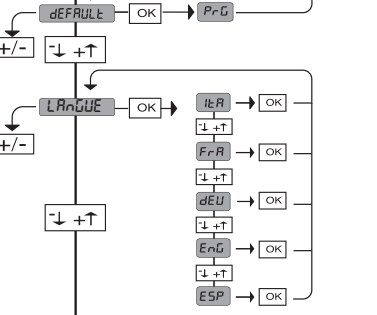 dEFAULt OK PrG
+/- -↓ +↑
LAnGUE OK ItA OK
+/- -↓ +↑
FrA OK
-↓ +↑
-↓ +↑ dEU OK
-↓ +↑
EnG OK
-↓ +↑
ESP OK